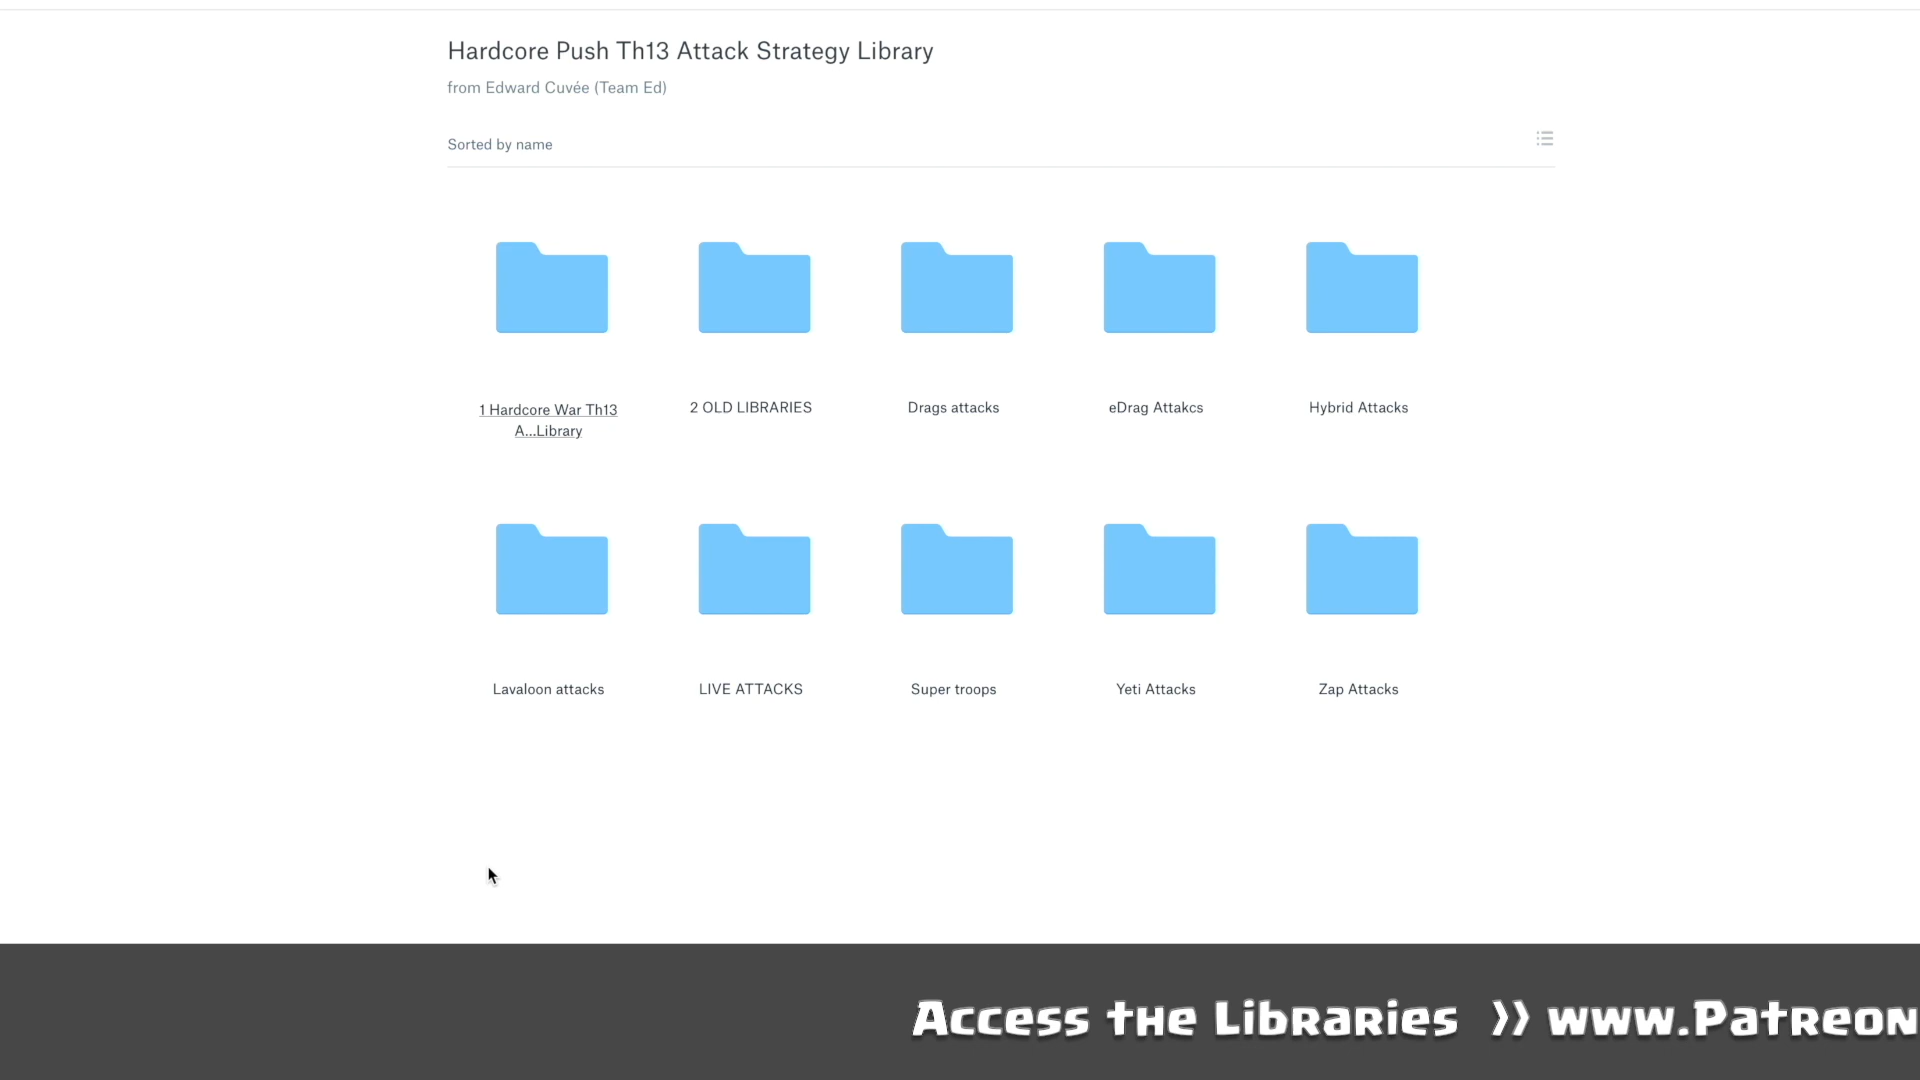 Hardcore Push Th13 Attack Strategy Library
from Edward Cuvée (Team Ed)
Sorted by name
1 Hardcore War Th13
A...Library
2 OLD LIBRARIES
Drags attacks
eDrag Attakcs
Hybrid Attacks
Lavaloon attacks
LIVE ATTACKS
Super troops
Yeti Attacks
Zap Attacks
Access the Libraries >> www.Patreon